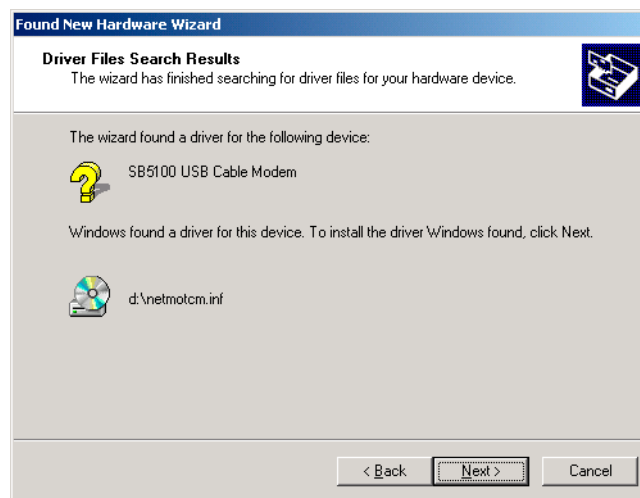 Found New Hardware Wizard
Driver Files Search Results
The wizard has finished searching for driver files for your hardware device.
The wizard found a driver for the following device:
SB5100 USB Cable Modem
Windows found a driver for this device. To install the driver Windows found, click Next.
d:\netmotcm.inf
< Back Next > Cancel